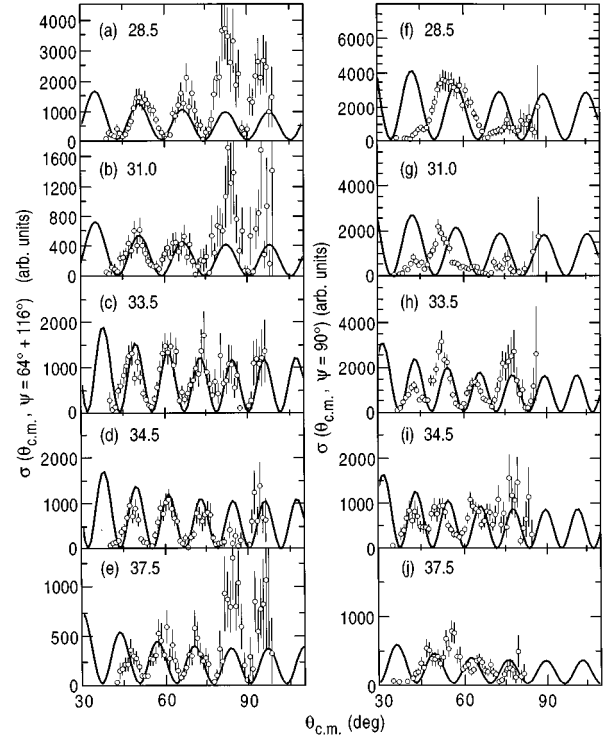 (a) 28.5
4000
3000
2000
1000
0
(b) 31.0
1600
1200
800
400
0
(c) 33.5
2000
1000
0
(d) 34.5
2000
1000
0
(e) 37.5
1000
500
0
30 60 90
σ (θc.m., ψ = 64° + 116°) (arb. units)
(f) 28.5
8000
6000
4000
2000
0
(g) 31.0
4000
2000
0
(h) 33.5
4000
2000
0
(i) 34.5
2000
1000
0
(j) 37.5
1000
500
0
30 60 90
σ (θc.m., ψ = 90°) (arb. units)
θc.m. (deg)